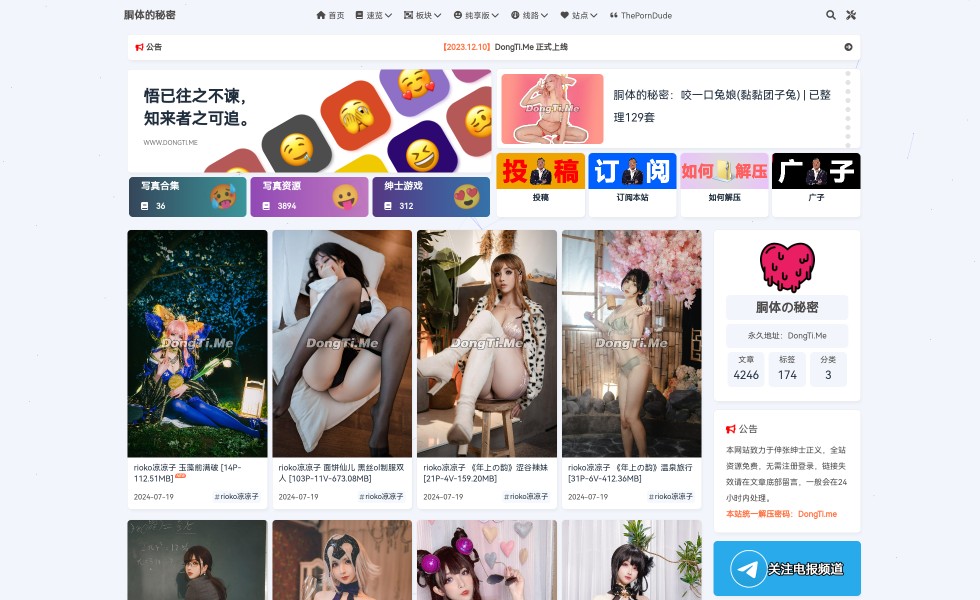 胴体的秘密
首页 速览 板块 纯享版 线路 站点 ThePornDude
公告
【2023.12.10】DongTi.Me 正式上线
悟已往之不谏,
知来者之可追。
WWW.DONGTI.ME
DongTi.Me
胴体的秘密：咬一口兔娘(黏黏团子兔) | 已整
理129套
写真合集
36
写真资源
3894
绅士游戏
312
投稿
订阅
如何解压
广子
投稿
订阅本站
如何解压
广子
DongTi.Me
DongTi.Me
DongTi.Me
DongTi.Me
rioko凉凉子 玉藻前满破 [14P-
112.51MB]
2024-07-19
#rioko凉凉子
rioko凉凉子 面饼仙儿 黑丝ol制服双
人 [103P-11V-673.08MB]
2024-07-19
#rioko凉凉子
rioko凉凉子 《年上の韵》涩谷辣妹
[21P-4V-159.20MB]
2024-07-19
#rioko凉凉子
rioko凉凉子 《年上の韵》温泉旅行
[31P-6V-412.36MB]
2024-07-19
#rioko凉凉子
胴体の秘密
永久地址：DongTi.Me
文章 标签 分类
4246 174 3
公告
本网站致力于伸张绅士正义，全站
资源免费，无需注册登录，链接失
效请在文章底部留言，一般会在24
小时内处理。
本站统一解压密码：DongTi.me
关注电报频道